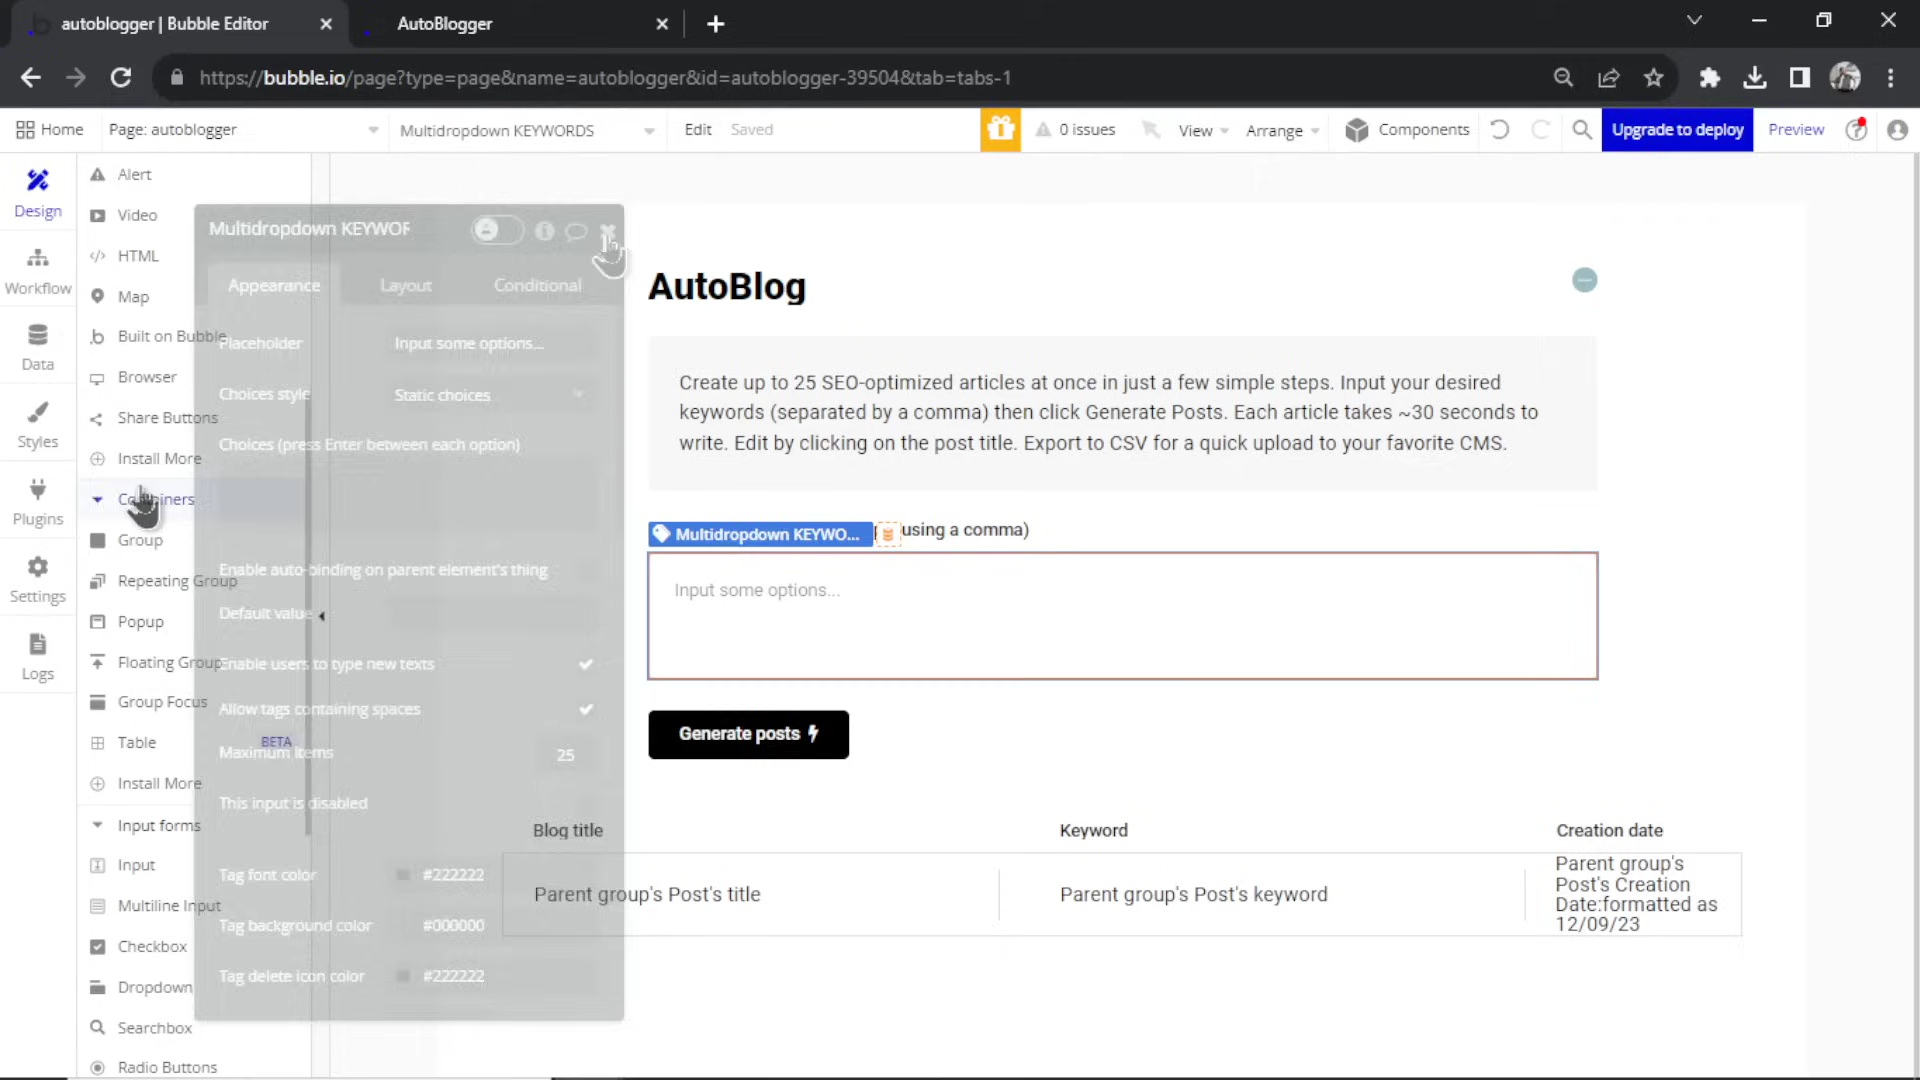 autoblogger | Bubble Editor
AutoBlogger
https://bubble.io/page?type=page&name=autoblogger&id=autoblogger-39504&tab=tabs-1
Home
Page: autoblogger
Multidropdown KEYWORDS
Edit
Saved
0 issues
View
Arrange
Components
Upgrade to deploy
Preview
Design
Workflow
Data
Styles
Plugins
Settings
Logs
Alert
Video
HTML
Map
Built on Bubble
Browser
Share Buttons
Install More
Containers
Group
Repeating Group
Popup
Floating Group
Group Focus
Table
BETA
Install More
Input forms
Input
Multiline Input
Checkbox
Dropdown
Searchbox
Radio Buttons
Multidropdown KEYWOR
Appearance
Layout
Conditional
Placeholder
Input some options...
Choices style
Static choices
Choices (press Enter between each option)
Enable auto-binding on parent element's thing
Default value
Enable users to type new texts
Allow tags containing spaces
Maximum items
25
This input is disabled
Tag font color
#222222
Tag background color
#000000
Tag delete icon color
#222222
AutoBlog
Create up to 25 SEO-optimized articles at once in just a few simple steps. Input your desired
keywords (separated by a comma) then click Generate Posts. Each article takes ~30 seconds to
write. Edit by clicking on the post title. Export to CSV for a quick upload to your favorite CMS.
Multidropdown KEYWO...
using a comma)
Input some options...
Generate posts
Blog title
Keyword
Creation date
Parent group's Post's title
Parent group's Post's keyword
Parent group's
Post's Creation
Date:formatted as
12/09/23